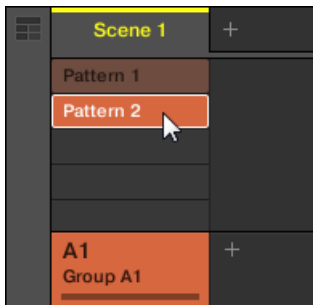 Scene 1 +
Pattern 1
Pattern 2
A1 +
Group A1